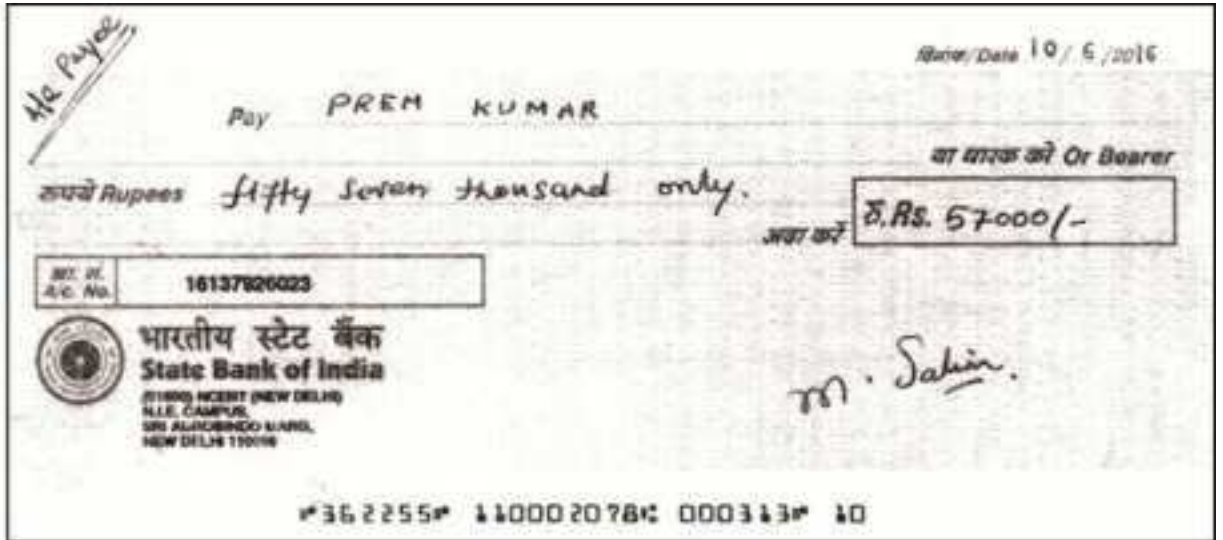 A/c Payee
दिनांक/Date 10/6/2016
Pay PREM KUMAR
या धारक को Or Bearer
रुपये Rupees fifty seven thousand only.
अदा करें रु.Rs. 57000/-
A/c. No. 16137826023
भारतीय स्टेट बैंक
State Bank of India
NCERT (NEW DELHI)
N.I.E. CAMPUS,
SRI AUROBINDO MARG,
NEW DELHI 110016
⑈362255⑈ 110002078⑆ 000313⑈ 10